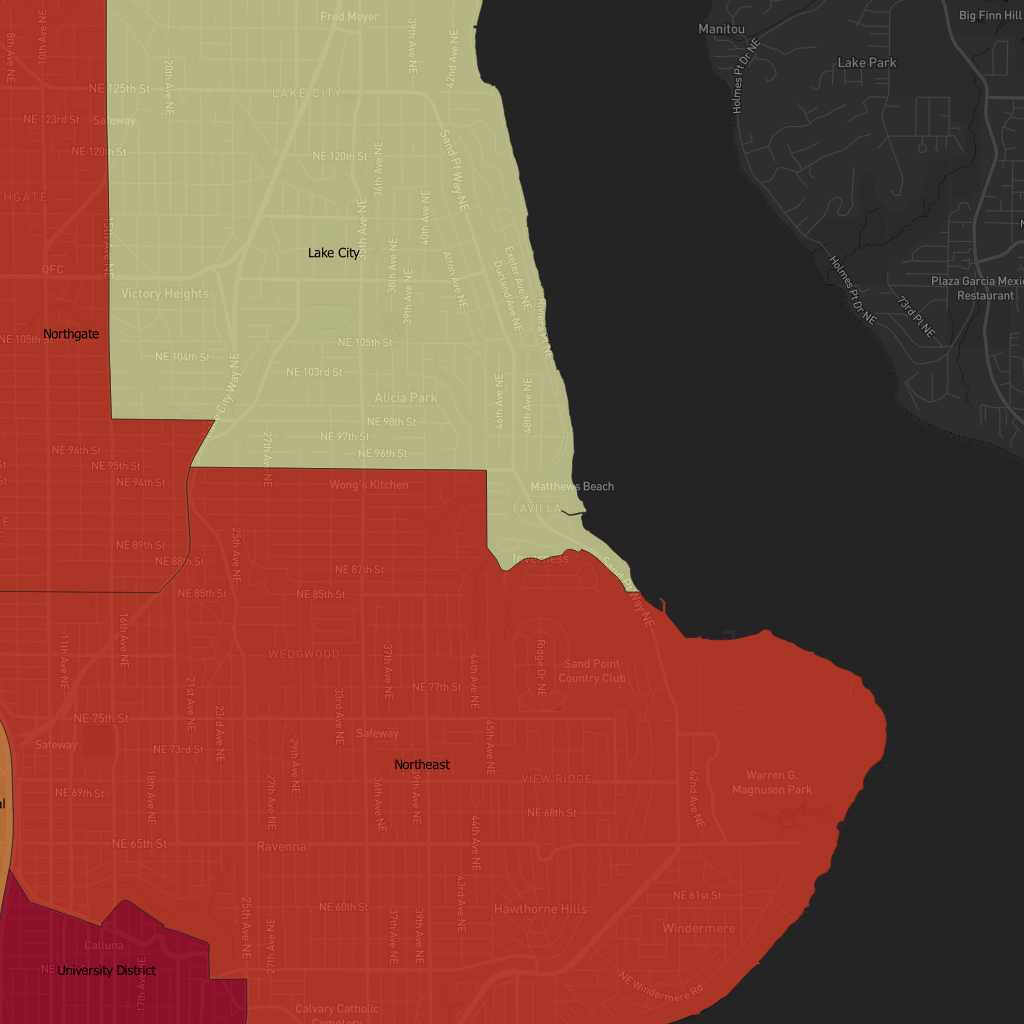 Fred Meyer
39th Ave NE
42nd Ave NE
8th Ave NE
10th Ave NE
Manitou
Big Finn Hill
Lake Park
Holmes Pt Dr NE
20th Ave NE
NE 125th St
LAKE CITY
NE 123rd St
Safeway
NE 120th St
NE 120th St
Sand Pt Way NE
36th Ave NE
40th Ave NE
35th Ave NE
15th Ave NE
THGATE
QFC
Lake City
38th Ave NE
39th Ave NE
Alton Ave NE
Exeter Ave NE
Durland Ave NE
Riviera Pl NE
Holmes Pt Dr NE
73rd Pl NE
Plaza Garcia Mexic
Restaurant
Victory Heights
Northgate
NE 105th St
NE 105th St
NE 104th St
NE 103rd St
Lake City Way NE
Alicia Park
46th Ave NE
48th Ave NE
NE 98th St
NE 97th St
NE 96th St
NE 96th St
27th Ave NE
NE 95th St
NE 94th St
Wong's Kitchen
Matthews Beach
LAVILLA
NE 89th St
NE 88th St
25th Ave NE
Inverness
NE 87th St
NE 85th St
NE 85th St
Sand Pt Way NE
16th Ave NE
11th Ave NE
WEDGWOOD
37th Ave NE
44th Ave NE
Ridge Dr NE
Sand Point
Country Club
NE 77th St
21st Ave NE
23rd Ave NE
33rd Ave NE
NE 75th St
Safeway
NE 73rd St
Safeway
45th Ave NE
29th Ave NE
Northeast
VIEW RIDGE
Warren G.
Magnuson Park
62nd Ave NE
18th Ave NE
27th Ave NE
36th Ave NE
39th Ave NE
al
NE 69th St
NE 68th St
44th Ave NE
NE 65th St
Ravenna
43rd Ave NE
NE 61st St
NE 60th St
37th Ave NE
39th Ave NE
Hawthorne Hills
Windermere
25th Ave NE
27th Ave NE
Calluna
University District
17th Ave NE
NE Windermere Rd
Calvary Catholic
Cemetery